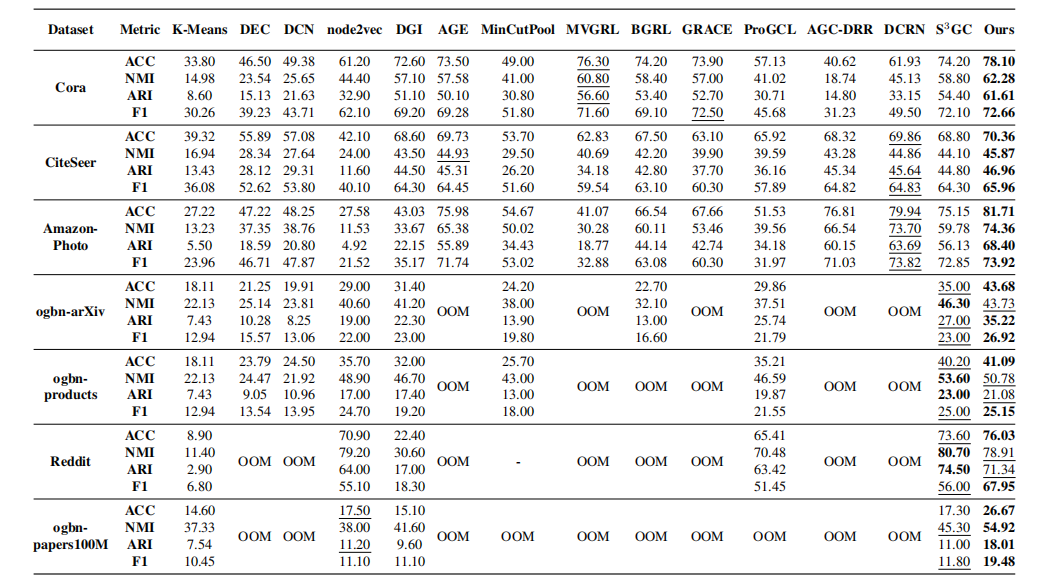 Dataset Metric K-Means DEC DCN node2vec DGI AGE MinCutPool MVGRL BGRL GRACE ProGCL AGC-DRR DCRN S³GC Ours
Cora
ACC 33.80 46.50 49.38 61.20 72.60 73.50 49.00 76.30 74.20 73.90 57.13 40.62 61.93 74.20 78.10
NMI 14.98 23.54 25.65 44.40 57.10 57.58 41.00 60.80 58.40 57.00 41.02 18.74 45.13 58.80 62.28
ARI 8.60 15.13 21.63 32.90 51.10 50.10 30.80 56.60 53.40 52.70 30.71 14.80 33.15 54.40 61.61
F1 30.26 39.23 43.71 62.10 69.20 69.28 51.80 71.60 69.10 72.50 45.68 31.23 49.50 72.10 72.66
CiteSeer
ACC 39.32 55.89 57.08 42.10 68.60 69.73 53.70 62.83 67.50 63.10 65.92 68.32 69.86 68.80 70.36
NMI 16.94 28.34 27.64 24.00 43.50 44.93 29.50 40.69 42.20 39.90 39.59 43.28 44.86 44.10 45.87
ARI 13.43 28.12 29.31 11.60 44.50 45.31 26.20 34.18 42.80 37.70 36.16 45.34 45.64 44.80 46.96
F1 36.08 52.62 53.80 40.10 64.30 64.45 51.60 59.54 63.10 60.30 57.89 64.82 64.83 64.30 65.96
Amazon-
Photo
ACC 27.22 47.22 48.25 27.58 43.03 75.98 54.67 41.07 66.54 67.66 51.53 76.81 79.94 75.15 81.71
NMI 13.23 37.35 38.76 11.53 33.67 65.38 50.02 30.28 60.11 53.46 39.56 66.54 73.70 59.78 74.36
ARI 5.50 18.59 20.80 4.92 22.15 55.89 34.43 18.77 44.14 42.74 34.18 60.15 63.69 56.13 68.40
F1 23.96 46.71 47.87 21.52 35.17 71.74 53.02 32.88 63.08 60.30 31.97 71.03 73.82 72.85 73.92
ogbn-arXiv
ACC 18.11 21.25 19.91 29.00 31.40 24.20 22.70 29.86 35.00 43.68
NMI 22.13 25.14 23.81 40.60 41.20 38.00 32.10 37.51 46.30 43.73
OOM OOM OOM OOM OOM
ARI 7.43 10.28 8.25 19.00 22.30 13.90 13.00 25.74 27.00 35.22
F1 12.94 15.57 13.06 22.00 23.00 19.80 16.60 21.79 23.00 26.92
ogbn-
products
ACC 18.11 23.79 24.50 35.70 32.00 25.70 35.21 40.20 41.09
NMI 22.13 24.47 21.92 48.90 46.70 43.00 46.59 53.60 50.78
OOM OOM OOM OOM OOM OOM
ARI 7.43 9.05 10.96 17.00 17.40 13.00 19.87 23.00 21.08
F1 12.94 13.54 13.95 24.70 19.20 18.00 21.55 25.00 25.15
Reddit
ACC 8.90 70.90 22.40 65.41 73.60 76.03
NMI 11.40 79.20 30.60 70.48 80.70 78.91
OOM OOM OOM - OOM OOM OOM OOM OOM
ARI 2.90 64.00 17.00 63.42 74.50 71.34
F1 6.80 55.10 18.30 51.45 56.00 67.95
ogbn-
papers100M
ACC 14.60 17.50 15.10 17.30 26.67
NMI 37.33 38.00 41.60 45.30 54.92
OOM OOM OOM OOM OOM OOM OOM OOM OOM OOM
ARI 7.54 11.20 9.60 11.00 18.01
F1 10.45 11.10 11.10 11.80 19.48